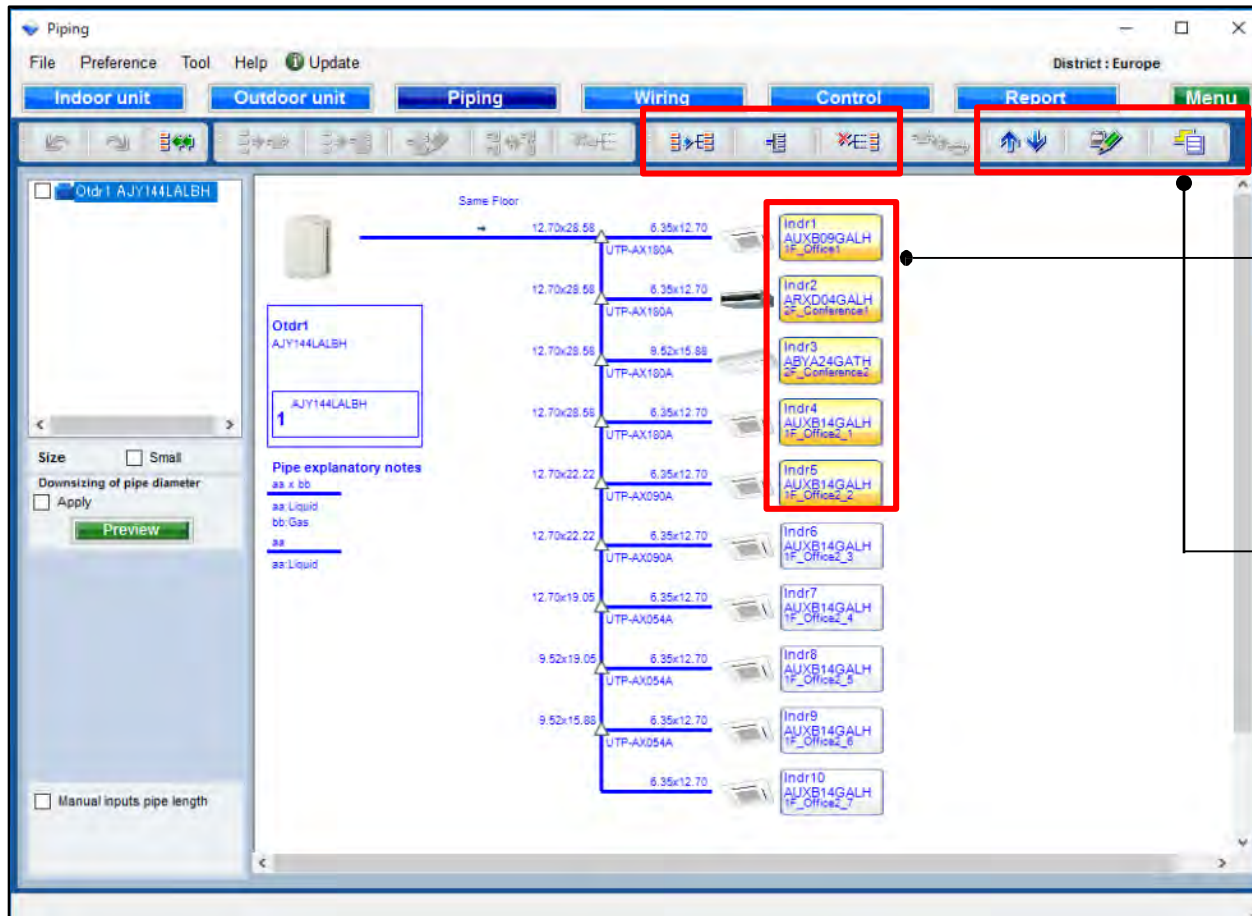 Piping
File Preference Tool Help Update District : Europe
Indoor unit Outdoor unit Piping Wiring Control Report Menu
Otdr1 AJY144LALBH
Size Small
Downsizing of pipe diameter
Apply
Preview
Manual inputs pipe length
Same Floor
Otdr1
AJY144LALBH
AJY144LALBH
1
Pipe explanatory notes
aa x bb
aa:Liquid
bb:Gas
aa
aa:Liquid
12.70x28.58 6.35x12.70
UTP-AX180A
Indr1
AUXB09GALH
1F_Office1
12.70x28.58 6.35x12.70
UTP-AX180A
Indr2
ARXD04GALH
2F_Conference1
12.70x28.58 9.52x15.88
UTP-AX180A
Indr3
ABYA24GATH
2F_Conference2
12.70x28.58 6.35x12.70
UTP-AX180A
Indr4
AUXB14GALH
1F_Office2_1
12.70x22.22 6.35x12.70
UTP-AX090A
Indr5
AUXB14GALH
1F_Office2_2
12.70x22.22 6.35x12.70
UTP-AX090A
Indr6
AUXB14GALH
1F_Office2_3
12.70x19.05 6.35x12.70
UTP-AX054A
Indr7
AUXB14GALH
1F_Office2_4
9.52x19.05 6.35x12.70
UTP-AX054A
Indr8
AUXB14GALH
1F_Office2_5
9.52x15.88 6.35x12.70
UTP-AX054A
Indr9
AUXB14GALH
1F_Office2_6
6.35x12.70
Indr10
AUXB14GALH
1F_Office2_7